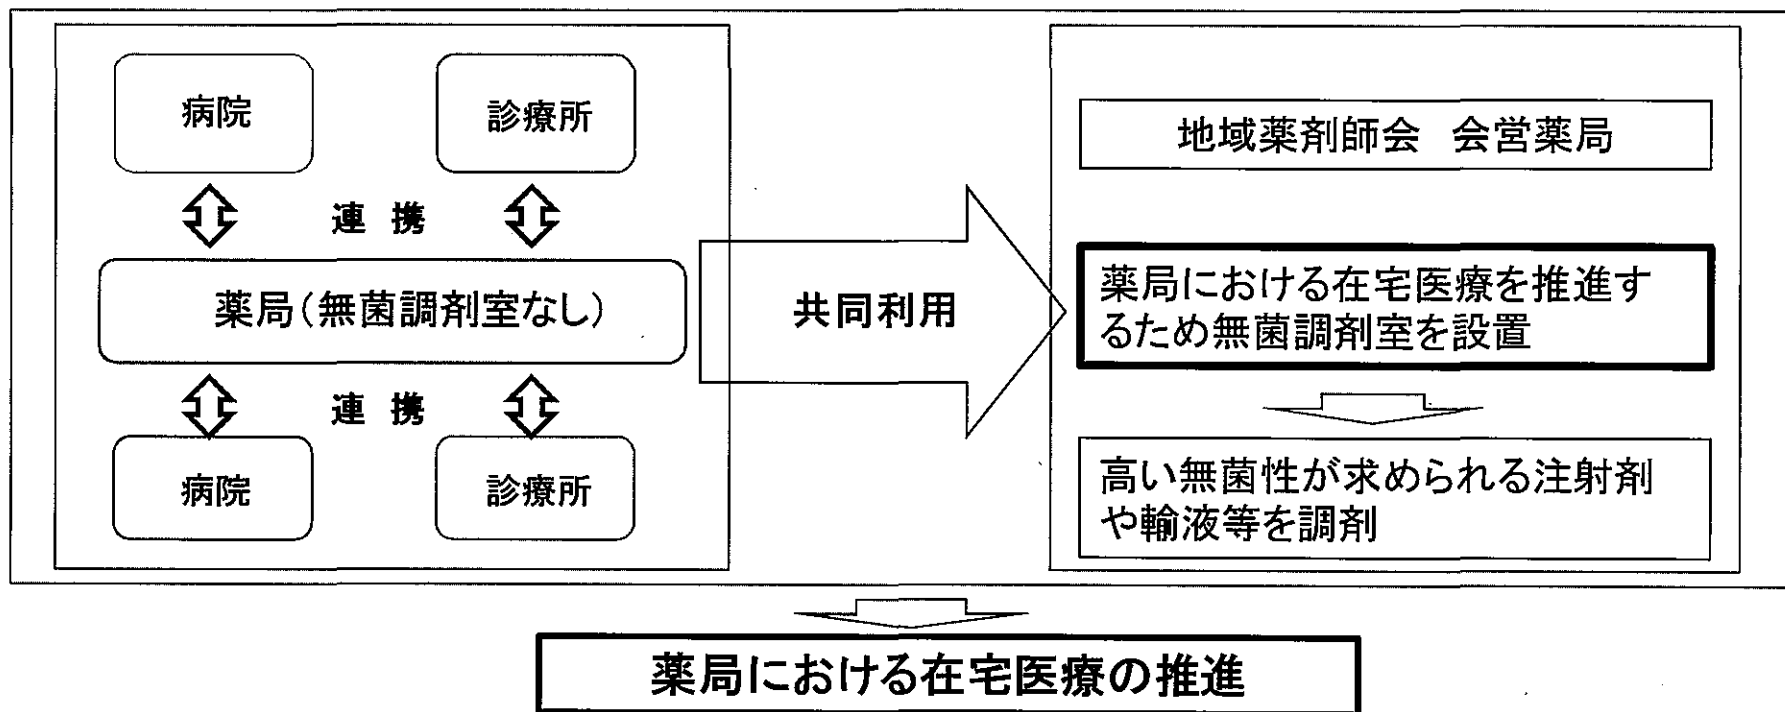 病院
診療所
連 携
薬局(無菌調剤室なし)
連 携
病院
診療所
共同利用
地域薬剤師会 会営薬局
薬局における在宅医療を推進す
るため無菌調剤室を設置
高い無菌性が求められる注射剤
や輸液等を調剤
薬局における在宅医療の推進